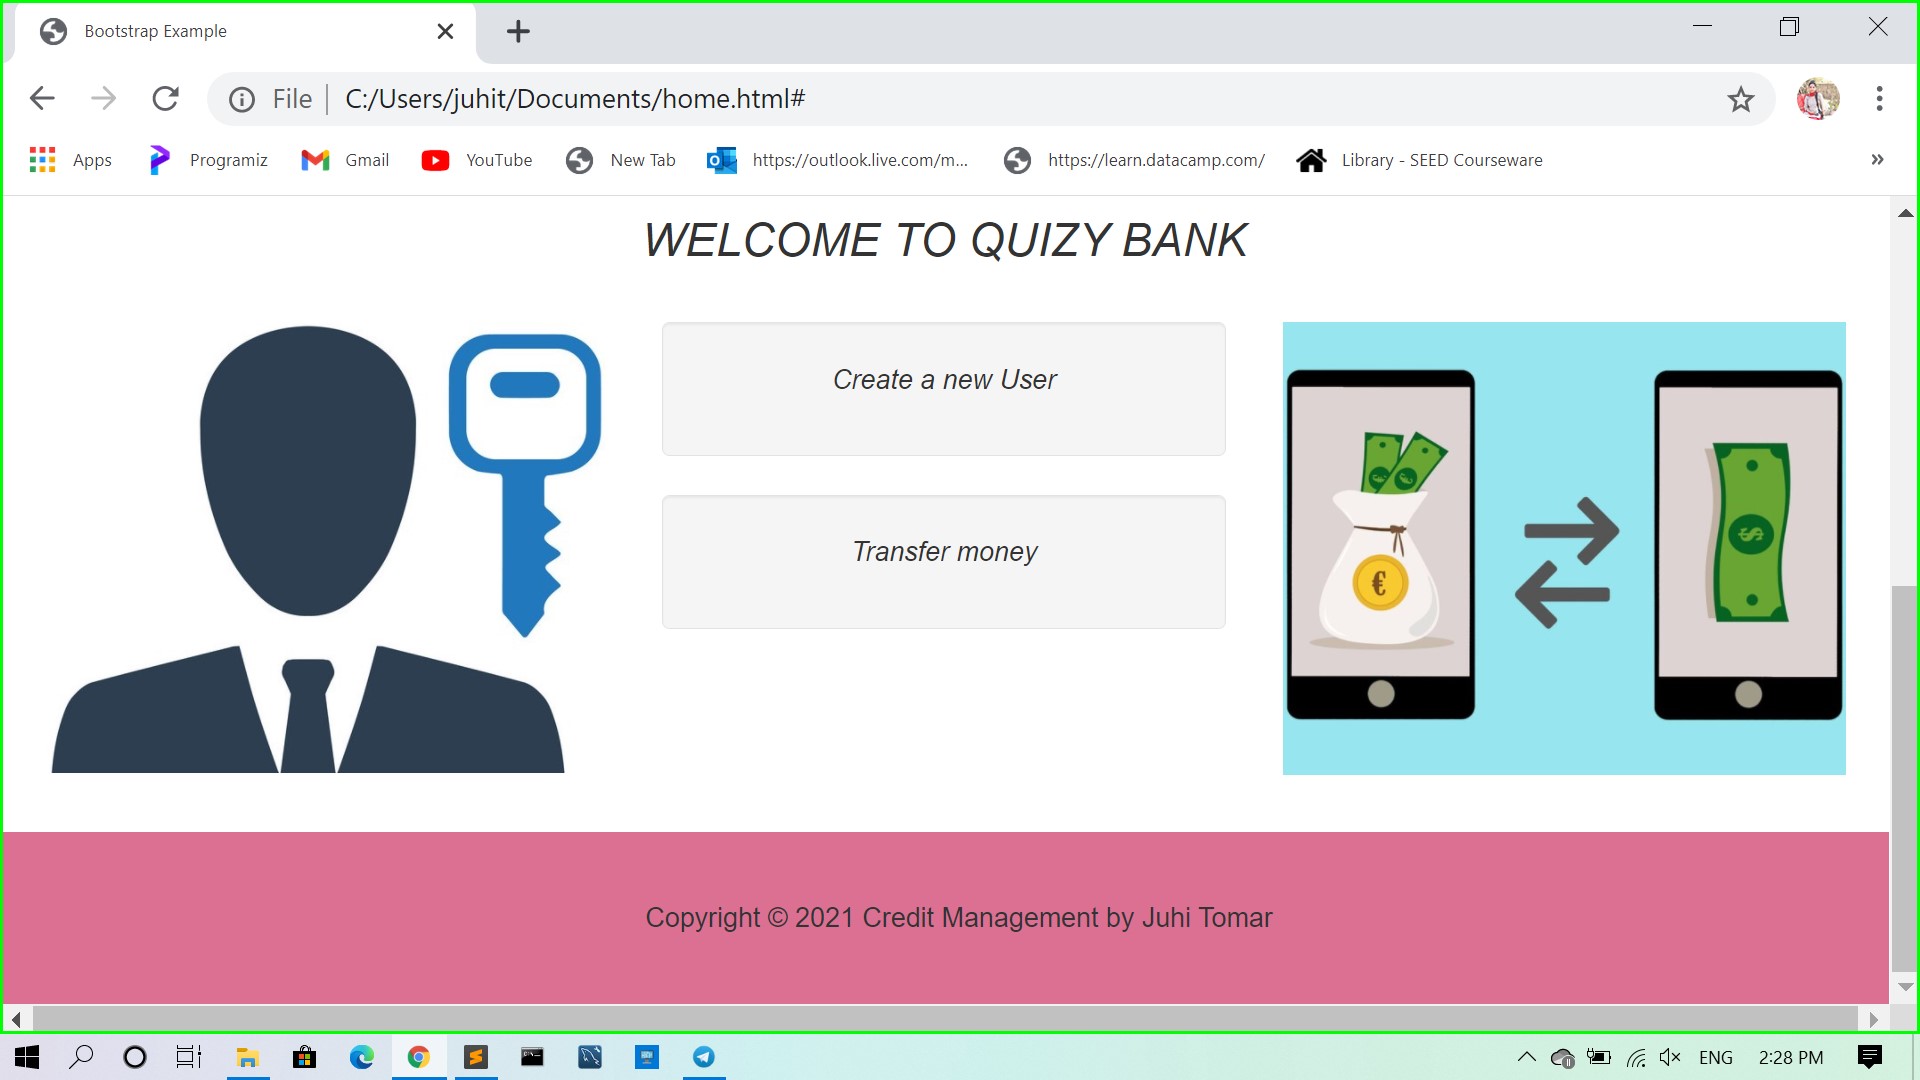 Bootstrap Example
File C:/Users/juhit/Documents/home.html#
Apps Programiz Gmail YouTube New Tab https://outlook.live.com/m... https://learn.datacamp.com/ Library - SEED Courseware »
WELCOME TO QUIZY BANK
Create a new User
Transfer money
€
$
Copyright © 2021 Credit Management by Juhi Tomar
ENG 2:28 PM